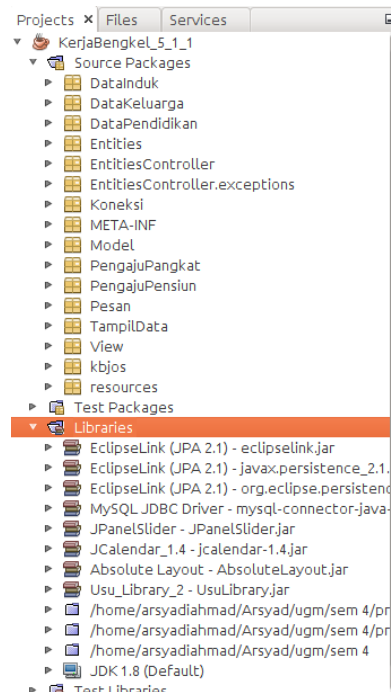 Projects × Files Services
KerjaBengkel_5_1_1
Source Packages
DataInduk
DataKeluarga
DataPendidikan
Entities
EntitiesController
EntitiesController.exceptions
Koneksi
META-INF
Model
PengajuPangkat
PengajuPensiun
Pesan
TampilData
View
kbjos
resources
Test Packages
Libraries
EclipseLink (JPA 2.1) - eclipselink.jar
EclipseLink (JPA 2.1) - javax.persistence_2.1.
EclipseLink (JPA 2.1) - org.eclipse.persistenc
MySQL JDBC Driver - mysql-connector-java-
JPanelSlider - JPanelSlider.jar
JCalendar_1.4 - jcalendar-1.4.jar
Absolute Layout - AbsoluteLayout.jar
Usu_Library_2 - UsuLibrary.jar
/home/arsyadiahmad/Arsyad/ugm/sem 4/pr
/home/arsyadiahmad/Arsyad/ugm/sem 4/pr
/home/arsyadiahmad/Arsyad/ugm/sem 4
JDK 1.8 (Default)
Test Libraries